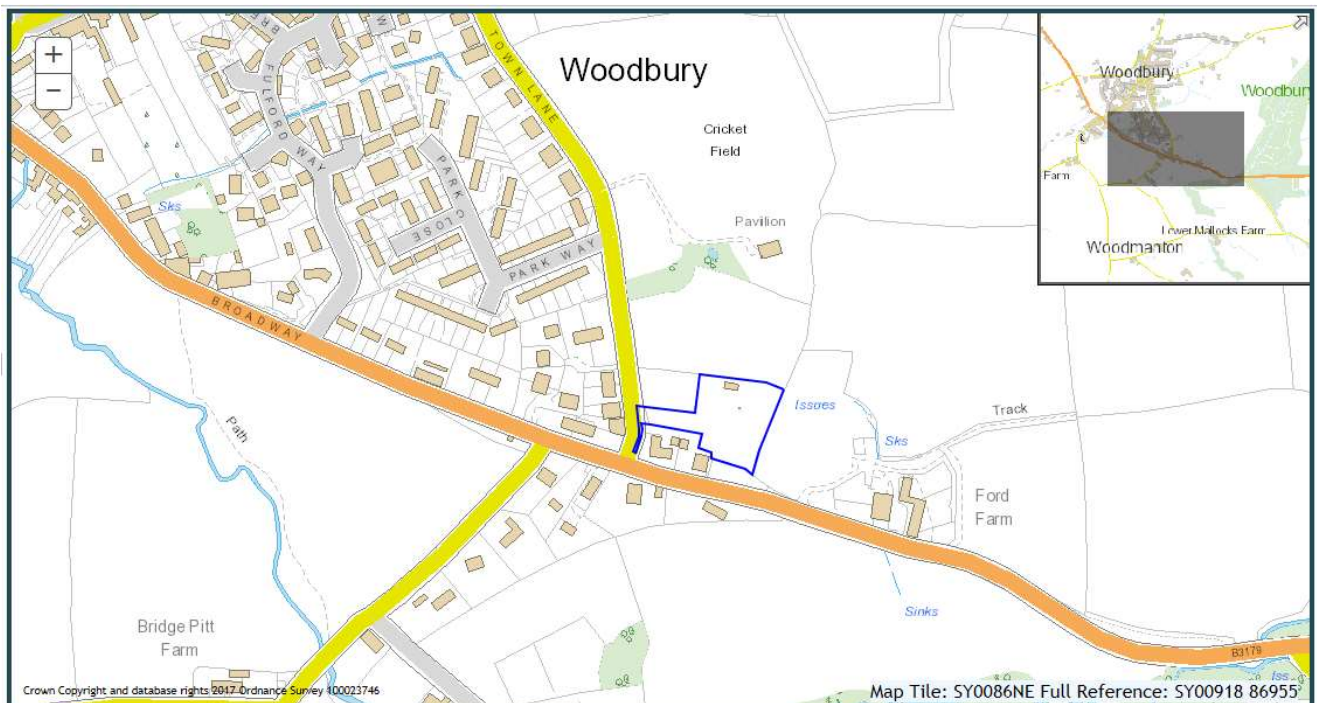 +
−
TOWN LANE
Woodbury
Cricket
Field
Pavilion
FULFORD WAY
PARK CLOSE
PARK WAY
Sks
BROADWAY
Path
Issues
Sks
Track
Ford
Farm
Sinks
Bridge Pitt
Farm
B3179
Iss
Woodbury
Woodbury
Farm
Lower Mallocks Farm
Woodmanton
Crown Copyright and database rights 2017 Ordnance Survey 100023746
Map Tile: SY0086NE Full Reference: SY00918 86955